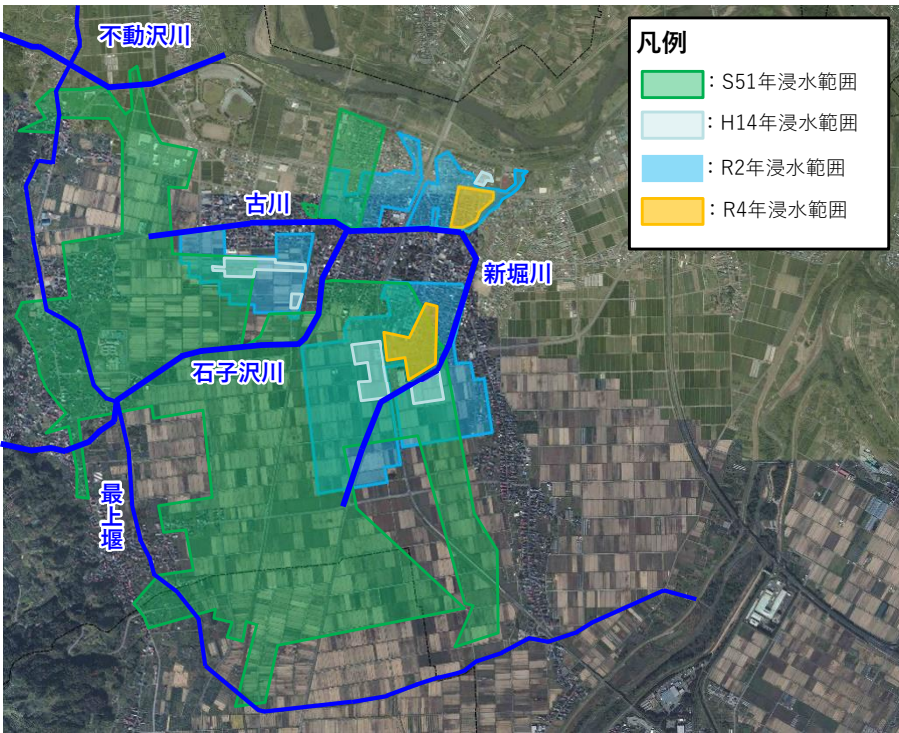 不動沢川
凡例
：S51年浸水範囲
：H14年浸水範囲
：R2年浸水範囲
：R4年浸水範囲
古川
新堀川
石子沢川
最上堰